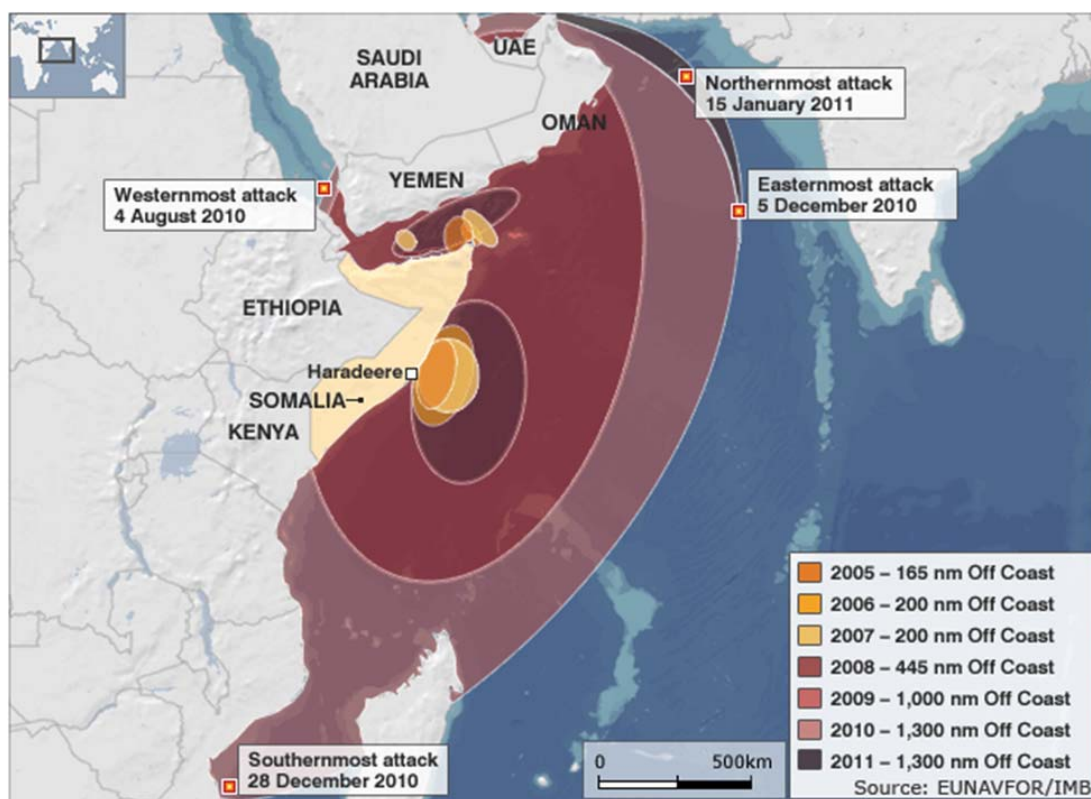 SAUDI
ARABIA
UAE
Northernmost attack
15 January 2011
OMAN
YEMEN
Westernmost attack
4 August 2010
Easternmost attack
5 December 2010
ETHIOPIA
Haradeere
SOMALIA
KENYA
2005 – 165 nm Off Coast
2006 – 200 nm Off Coast
2007 – 200 nm Off Coast
2008 – 445 nm Off Coast
2009 – 1,000 nm Off Coast
2010 – 1,300 nm Off Coast
2011 – 1,300 nm Off Coast
Southernmost attack
28 December 2010
0 500km
Source: EUNAVFOR/IMB